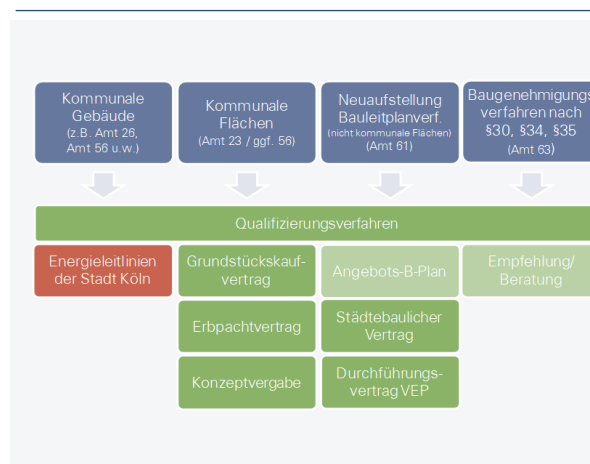 Kommunale
Gebäude
(z.B. Amt 26,
Amt 56 u.w.)
Kommunale
Flächen
(Amt 23 / ggf. 56)
Neuaufstellung
Bauleitplanverf.
(nicht kommunale Flächen)
(Amt 61)
Baugenehmigungs
verfahren nach
§30, §34, §35
(Amt 63)
Qualifizierungsverfahren
Energieleitlinien
der Stadt Köln
Grundstückskauf-
vertrag
Angebots-B-Plan
Empfehlung/
Beratung
Erbpachtvertrag
Städtebaulicher
Vertrag
Konzeptvergabe
Durchführungs-
vertrag VEP